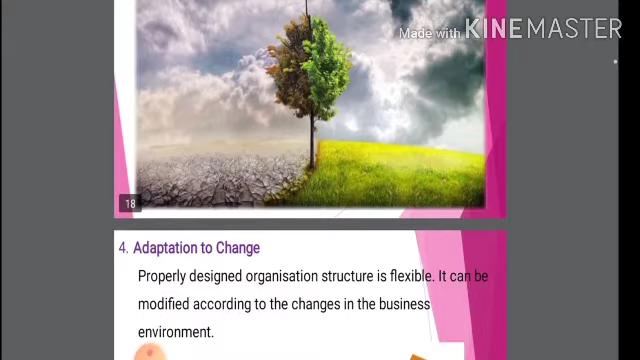 Made with KINEMASTER
18
4. Adaptation to Change
Properly designed organisation structure is flexible. It can be
modified according to the changes in the business
environment.